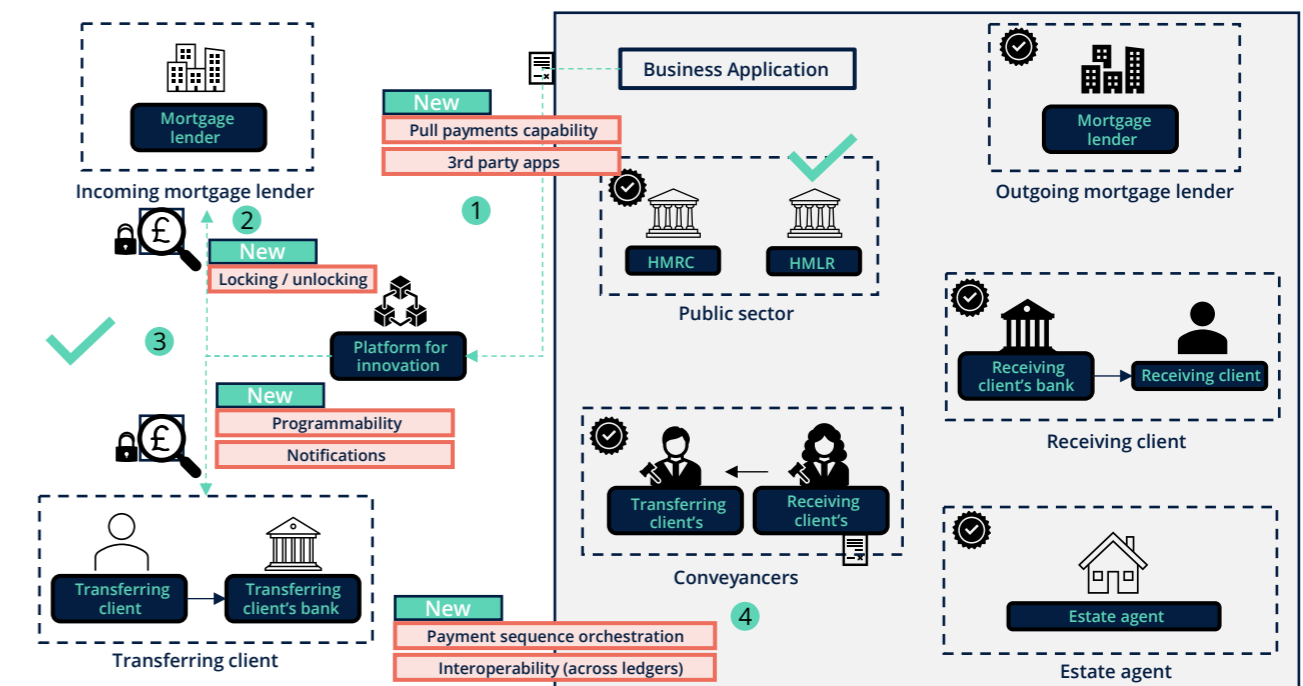 Business Application
Mortgage
lender
Incoming mortgage lender
New
Pull payments capability
3rd party apps
1
Mortgage
lender
Outgoing mortgage lender
HMRC
HMLR
Public sector
£
2
New
Locking / unlocking
3
Platform for
innovation
Receiving
client's bank
Receiving client
Receiving client
New
Programmability
Notifications
£
Transferring
client's
Receiving
client's
Conveyancers
Transferring
client
Transferring
client's bank
Transferring client
New
Payment sequence orchestration
Interoperability (across ledgers)
4
Estate agent
Estate agent